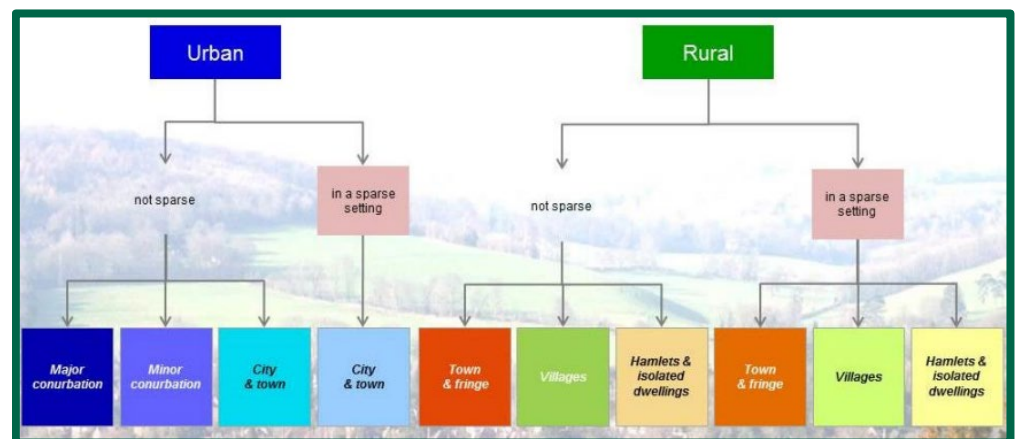 Urban
Rural
not sparse
in a sparse
setting
not sparse
in a sparse
setting
Major
conurbation
Minor
conurbation
City
& town
City
& town
Town
& fringe
Villages
Hamlets &
isolated
dwellings
Town
& fringe
Villages
Hamlets &
isolated
dwellings